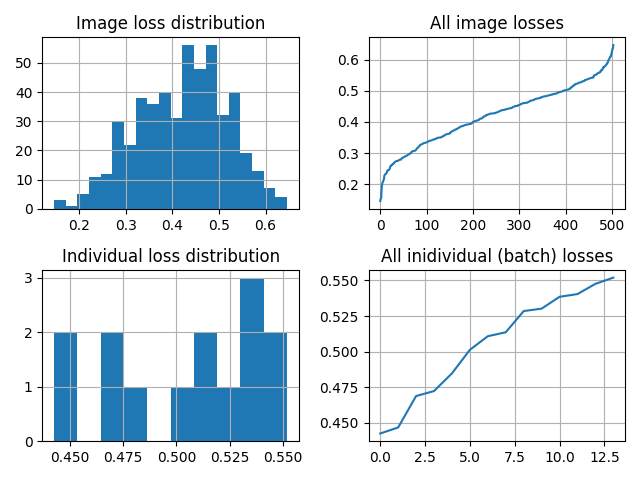 Image loss distribution
50
40
30
20
10
0
0.2 0.3 0.4 0.5 0.6
All image losses
0.6
0.5
0.4
0.3
0.2
0 100 200 300 400 500
Individual loss distribution
3
2
1
0
0.450 0.475 0.500 0.525 0.550
All inidividual (batch) losses
0.550
0.525
0.500
0.475
0.450
0.0 2.5 5.0 7.5 10.0 12.5